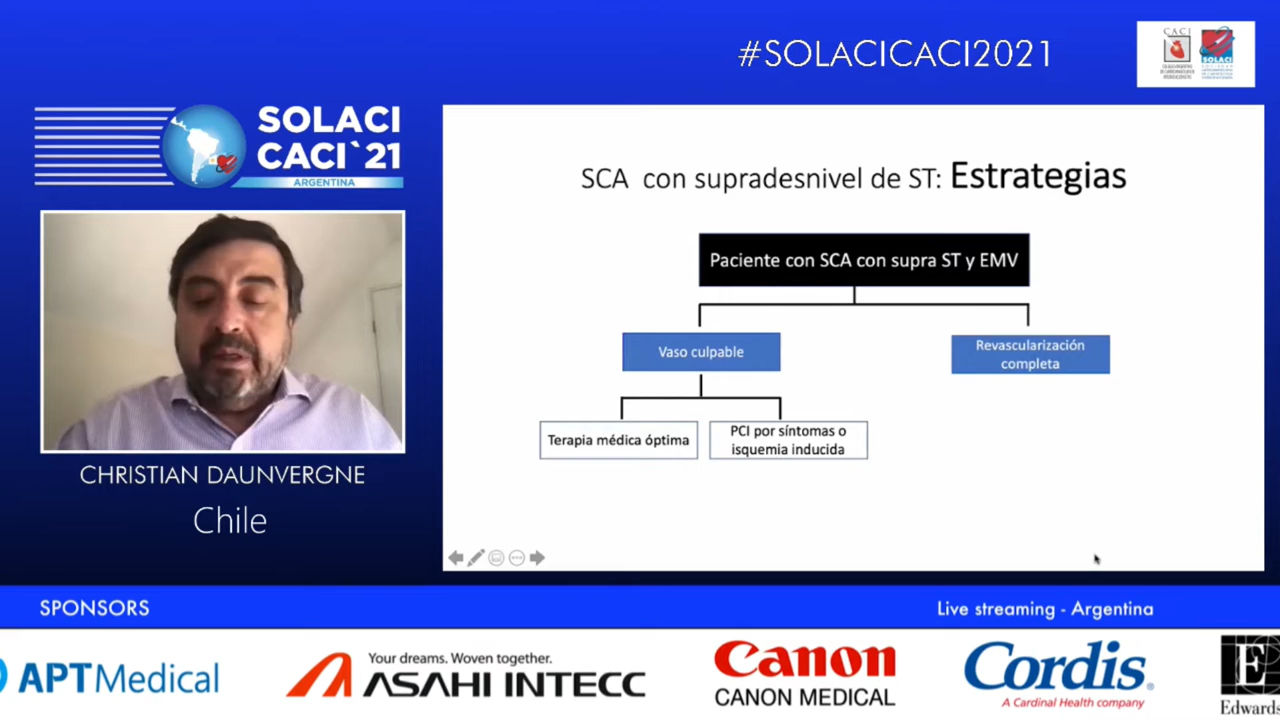 #SOLACICACI2021
CACI
SOLACI
SOLACI
CACI`21
ARGENTINA
CHRISTIAN DAUNVERGNE
Chile
SCA con supradesnivel de ST: Estrategias
Paciente con SCA con supra ST y EMV
Vaso culpable
Revascularización
completa
Terapia médica óptima
PCI por síntomas o
isquemia inducida
SPONSORS
Live streaming - Argentina
APTMedical
Your dreams. Woven together.
ASAHI INTECC
Canon
CANON MEDICAL
Cordis
A Cardinal Health company
E
Edwards